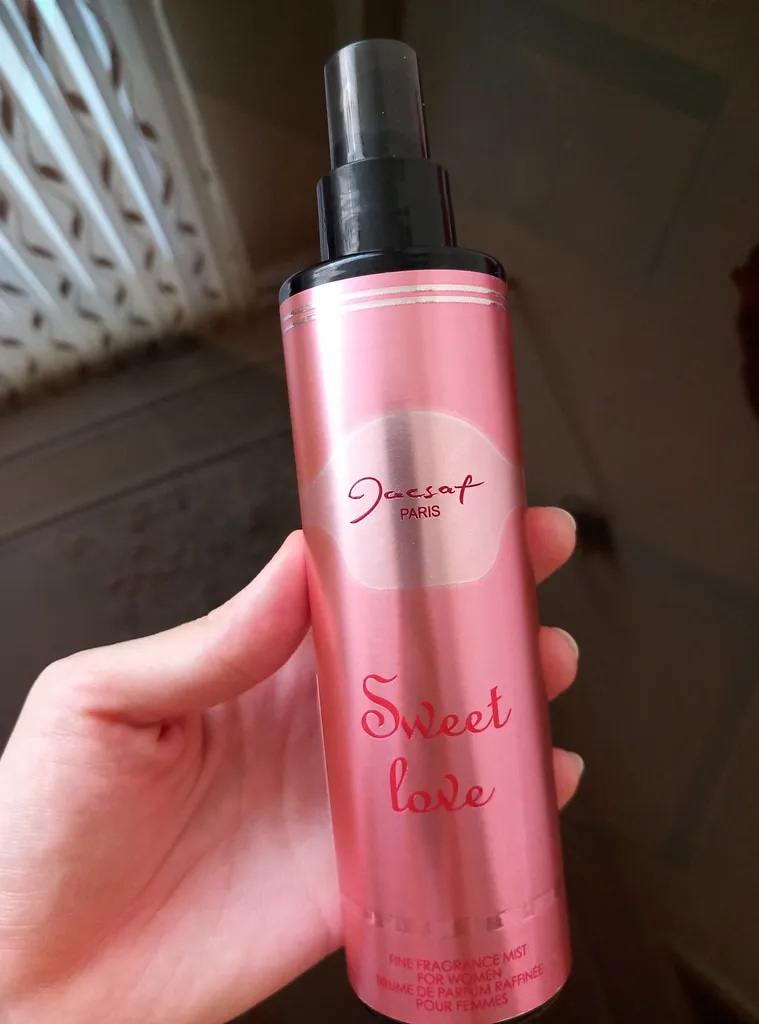 Jacsaf
PARIS
Sweet
love
FINE FRAGRANCE MIST
FOR WOMEN
BRUME DE PARFUM RAFFINÉE
POUR FEMMES